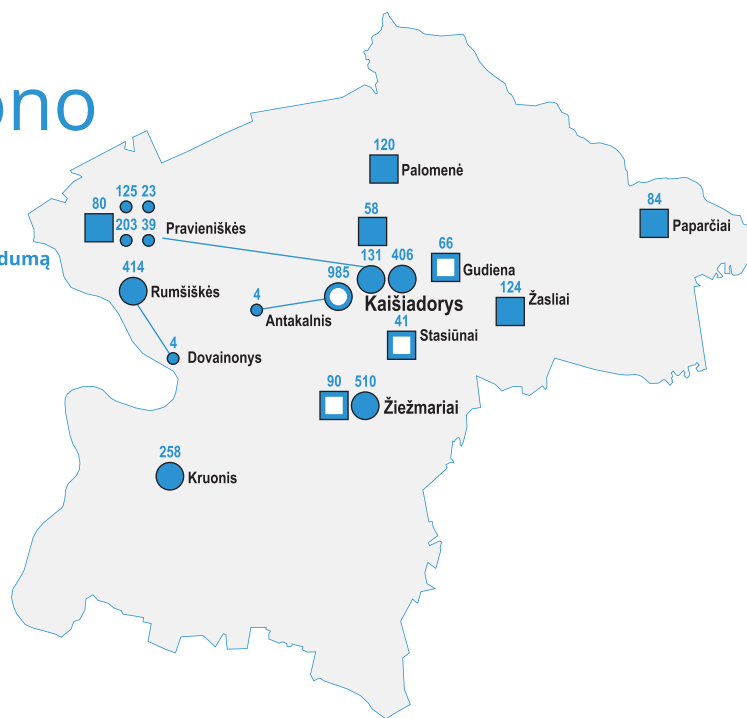 ono
dumą
120
Palomenė
125 23
80
203 39
Pravieniškės
58
84
Paparčiai
131 406
66
Gudiena
985
414
Rumšiškės
4
Antakalnis
Kaišiadorys
124
Žasliai
41
Stasiūnai
4
Dovainonys
90 510
Žiežmariai
258
Kruonis